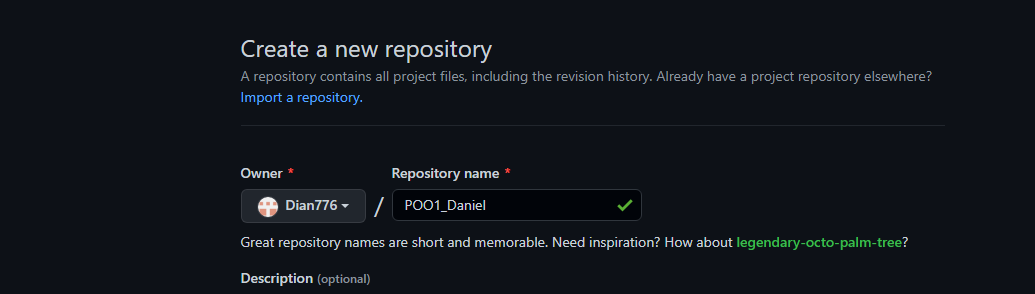 Create a new repository
A repository contains all project files, including the revision history. Already have a project repository elsewhere?
Import a repository.
Owner * Repository name *
Dian776 / POO1_Daniel
Great repository names are short and memorable. Need inspiration? How about legendary-octo-palm-tree?
Description (optional)